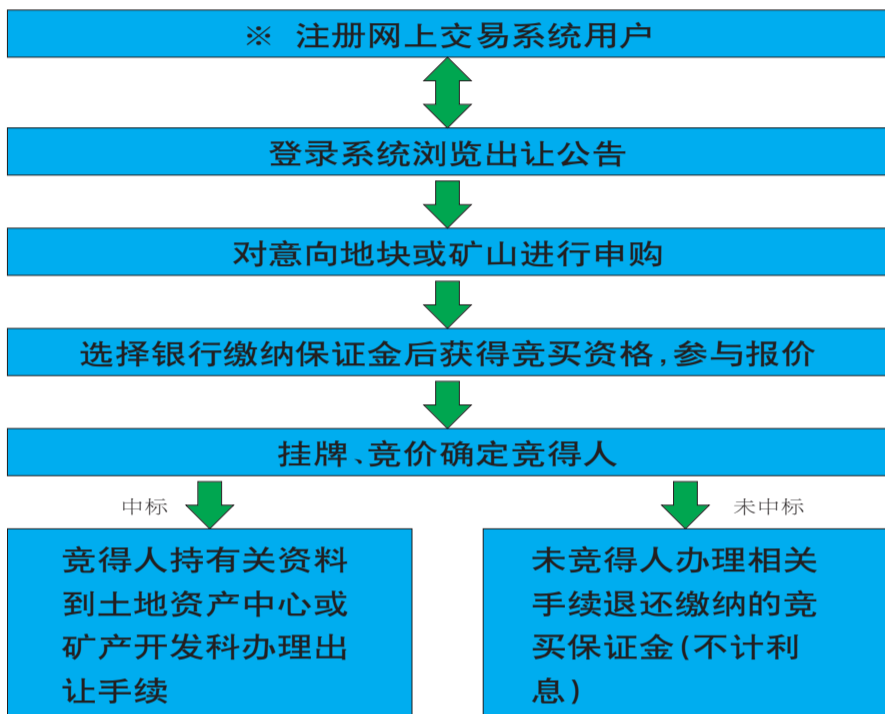 ※ 注册网上交易系统用户
登录系统浏览出让公告
对意向地块或矿山进行申购
选择银行缴纳保证金后获得竞买资格,参与报价
挂牌、竞价确定竞得人
中标
未中标
竞得人持有关资料
到土地资产中心或
矿产开发科办理出
让手续
未竞得人办理相关
手续退还缴纳的竞
买保证金(不计利
息)